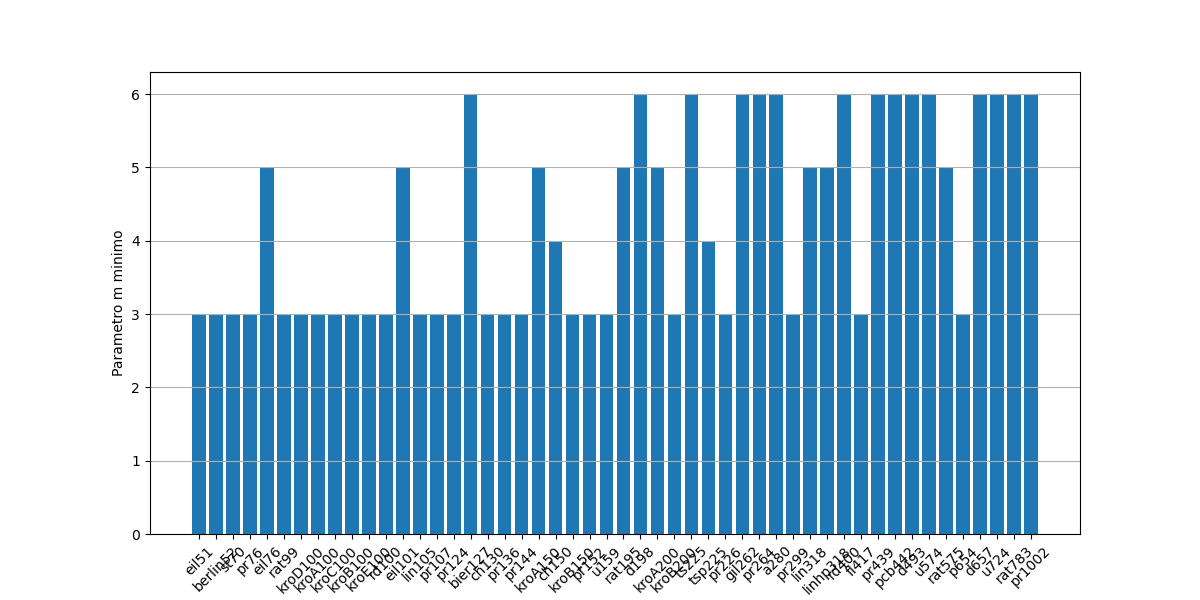 Parametro m minimo
6
5
4
3
2
1
0
eil51
berlin52
st70
pr76
eil76
rat99
kroD100
kroA100
kroC100
kroB100
kroE100
rd100
eil101
lin105
pr107
pr124
bier127
ch130
pr136
pr144
kroA150
ch150
kroB150
pr152
u159
rat195
d198
kroA200
kroB200
ts225
tsp225
pr226
gil262
pr264
a280
pr299
lin318
linhp318
rd400
fl417
pr439
pcb442
d493
u574
rat575
p654
d657
u724
rat783
pr1002